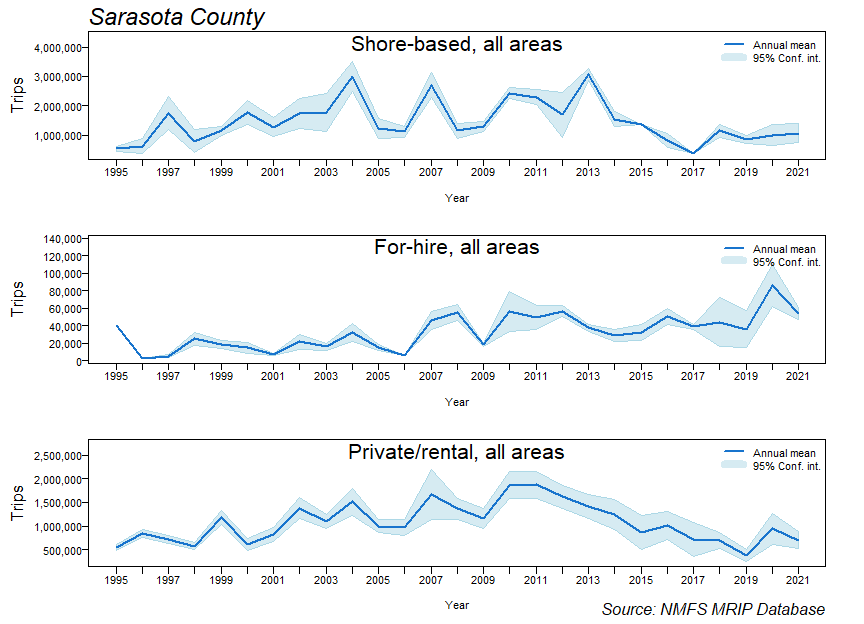 Sarasota County
Shore-based, all areas
Annual mean
95% Conf. int.
4,000,000
3,000,000
2,000,000
1,000,000
Trips
1995 1997 1999 2001 2003 2005 2007 2009 2011 2013 2015 2017 2019 2021
Year
For-hire, all areas
Annual mean
95% Conf. int.
140,000
120,000
100,000
80,000
60,000
40,000
20,000
0
Trips
1995 1997 1999 2001 2003 2005 2007 2009 2011 2013 2015 2017 2019 2021
Year
Private/rental, all areas
Annual mean
95% Conf. int.
2,500,000
2,000,000
1,500,000
1,000,000
500,000
Trips
1995 1997 1999 2001 2003 2005 2007 2009 2011 2013 2015 2017 2019 2021
Year
Source: NMFS MRIP Database